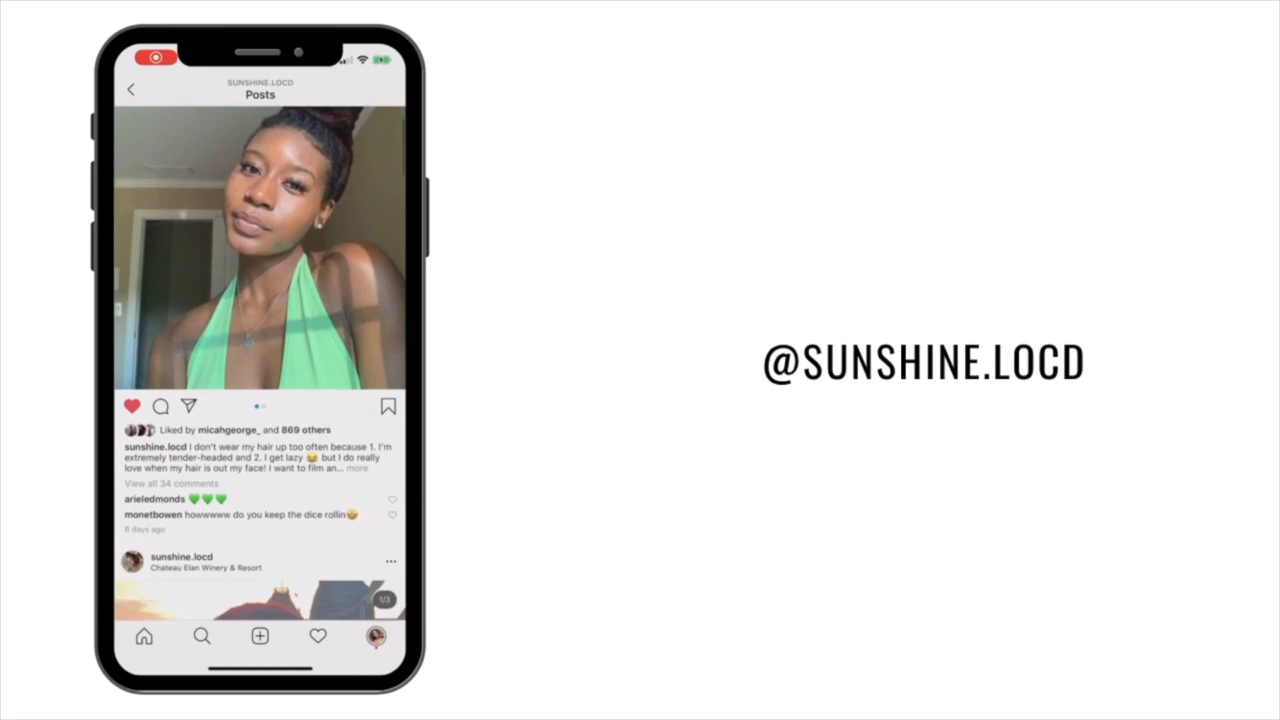 SUNSHINE.LOCD
Posts
Liked by micahgeorge_ and 869 others
sunshine.locd I don't wear my hair up too often because 1. I'm
extremely tender-headed and 2. I get lazy 😂 but I do really
love when my hair is out my face! I want to film an... more
View all 34 comments
arieledmonds 💚💚💚
monetbowen howwwww do you keep the dice rollin🤩
6 days ago
sunshine.locd
Chateau Elan Winery & Resort
1/3
@SUNSHINE.LOCD